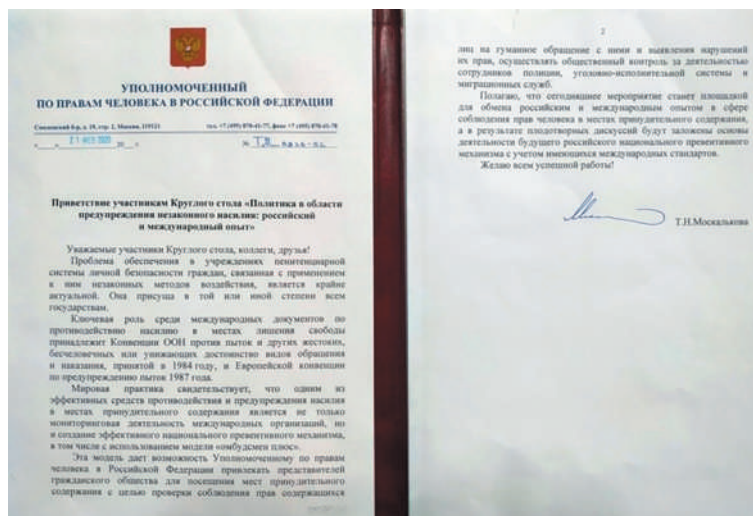 УПОЛНОМОЧЕННЫЙ
ПО ПРАВАМ ЧЕЛОВЕКА В РОССИЙСКОЙ ФЕДЕРАЦИИ
Смоленский б-р, д. 19, стр. 2, Москва, 119121
Приветствие участникам Круглого стола «Политика в области
предупреждения незаконного насилия: российский
и международный опыт»
Уважаемые участники Круглого стола, коллеги, друзья!
Проблема обеспечения в учреждениях пенитенциарной
системы личной безопасности граждан, связанная с применением
к ним незаконных методов воздействия, является крайне
актуальной. Она присуща в той или иной степени всем
государствам.
Ключевая роль среди международных документов по
противодействию насилию в местах лишения свободы
принадлежит Конвенции ООН против пыток и других жестоких,
бесчеловечных или унижающих достоинство видов обращения
и наказания, принятой в 1984 году, и Европейской конвенции
по предупреждению пыток 1987 года.
Мировая практика свидетельствует, что одним из
эффективных средств противодействия и предупреждения насилия
в местах принудительного содержания является не только
мониторинговая деятельность международных организаций, но
и создание эффективного национального превентивного механизма,
в том числе с использованием модели «омбудсмен плюс».
Эта модель дает возможность Уполномоченному по правам
человека в Российской Федерации привлекать представителей
гражданского общества для посещения мест принудительного
содержания с целью проверки соблюдения прав содержащихся
2
лиц на гуманное обращение с ними и выявления нарушений
их прав, осуществлять общественный контроль за деятельностью
сотрудников полиции, уголовно-исполнительной системы и
миграционных служб.
Полагаю, что сегодняшнее мероприятие станет площадкой
для обмена российским и международным опытом в сфере
соблюдения прав человека в местах принудительного содержания,
а в результате плодотворных дискуссий будут заложены основы
деятельности будущего российского национального превентивного
механизма с учетом имеющихся международных стандартов.
Желаю всем успешной работы!
Т.Н.Москалькова